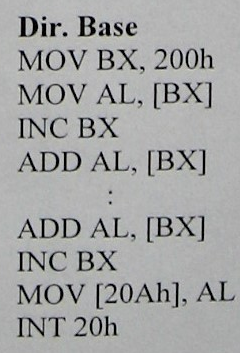 Dir. Base
MOV BX, 200h
MOV AL, [BX]
INC BX
ADD AL, [BX]
:
ADD AL, [BX]
INC BX
MOV [20Ah], AL
INT 20h